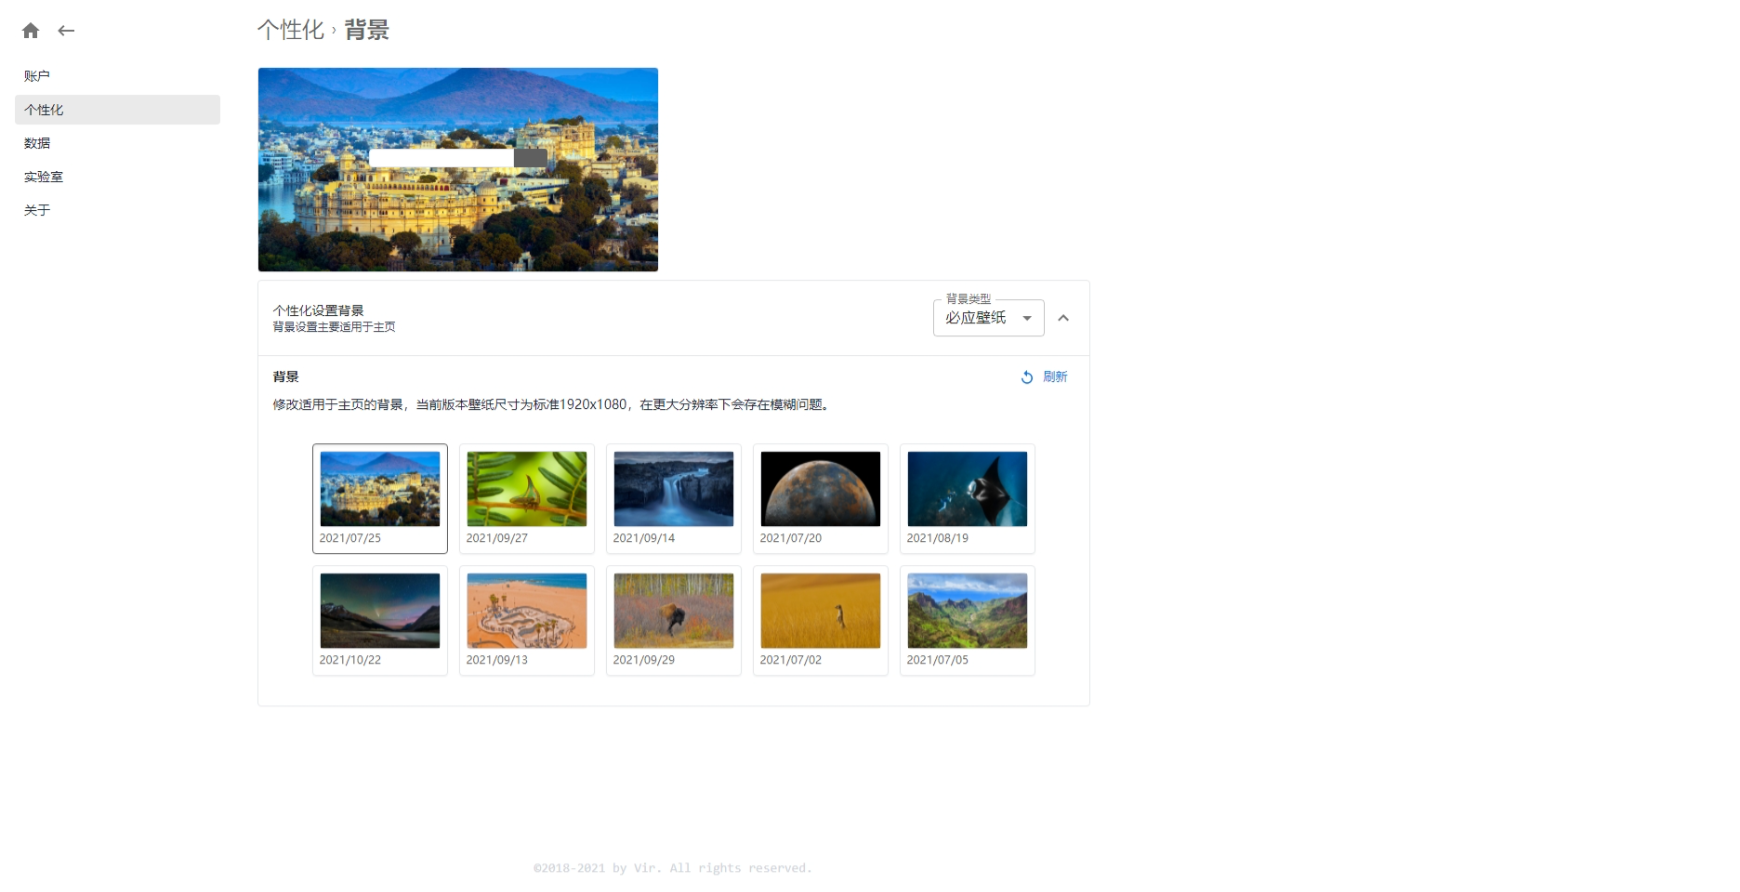 个性化 › 背景
账户
个性化
数据
实验室
关于
个性化设置背景
背景设置主要适用于主页
背景类型
必应壁纸
背景
刷新
修改适用于主页的背景，当前版本壁纸尺寸为标准1920x1080，在更大分辨率下会存在模糊问题。
2021/07/25
2021/09/27
2021/09/14
2021/07/20
2021/08/19
2021/10/22
2021/09/13
2021/09/29
2021/07/02
2021/07/05
©2018-2021 by Vir. All rights reserved.